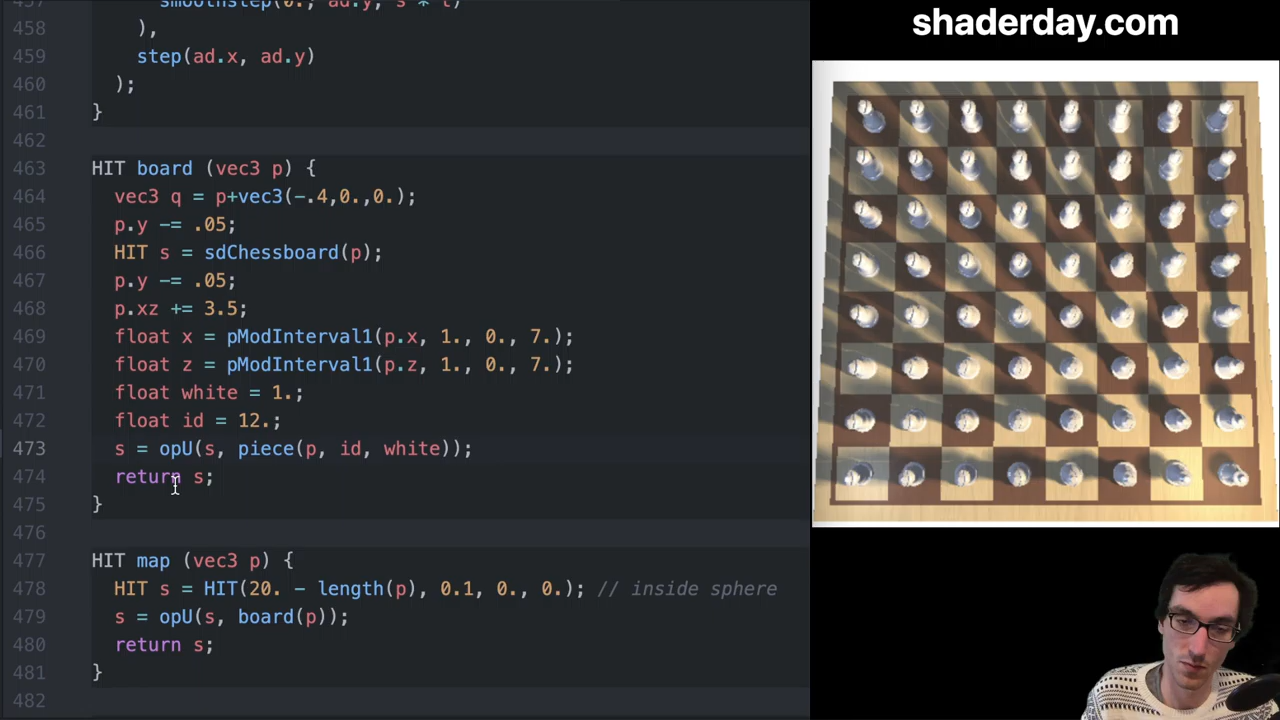 457 smoothstep(0., ad.y, s * t)
458 ),
459 step(ad.x, ad.y)
460 );
461 }
462
463 HIT board (vec3 p) {
464 vec3 q = p+vec3(-.4,0.,0.);
465 p.y -= .05;
466 HIT s = sdChessboard(p);
467 p.y -= .05;
468 p.xz += 3.5;
469 float x = pModInterval1(p.x, 1., 0., 7.);
470 float z = pModInterval1(p.z, 1., 0., 7.);
471 float white = 1.;
472 float id = 12.;
473 s = opU(s, piece(p, id, white));
474 return s;
475 }
476
477 HIT map (vec3 p) {
478 HIT s = HIT(20. - length(p), 0.1, 0., 0.); // inside sphere
479 s = opU(s, board(p));
480 return s;
481 }
482
shaderday.com